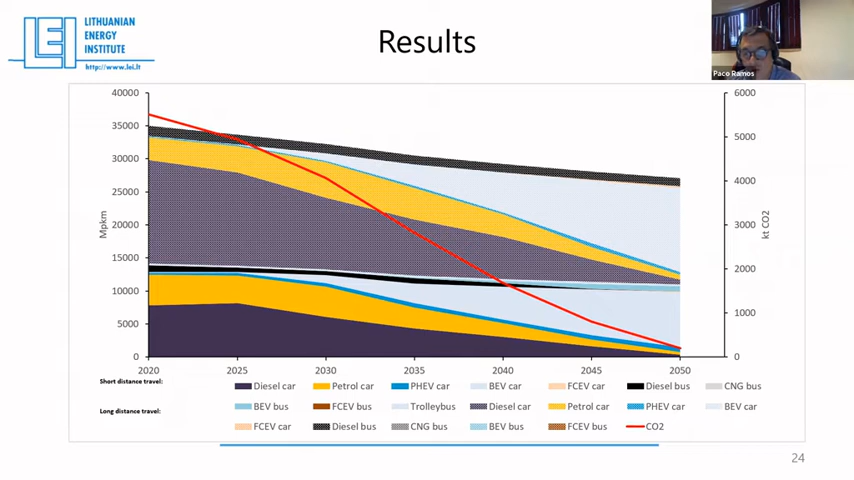 LITHUANIAN
ENERGY
INSTITUTE
LEI
http://www.lei.lt
Results
Paco Ramos
40000
35000
30000
25000
20000
15000
10000
5000
0
Mpkm
6000
5000
4000
3000
2000
1000
0
kt CO2
2020 2025 2030 2035 2040 2045 2050
Short distance travel:
Diesel car Petrol car PHEV car BEV car FCEV car Diesel bus CNG bus
BEV bus FCEV bus Trolleybus Diesel car Petrol car PHEV car BEV car
Long distance travel:
FCEV car Diesel bus CNG bus BEV bus FCEV bus CO2
24